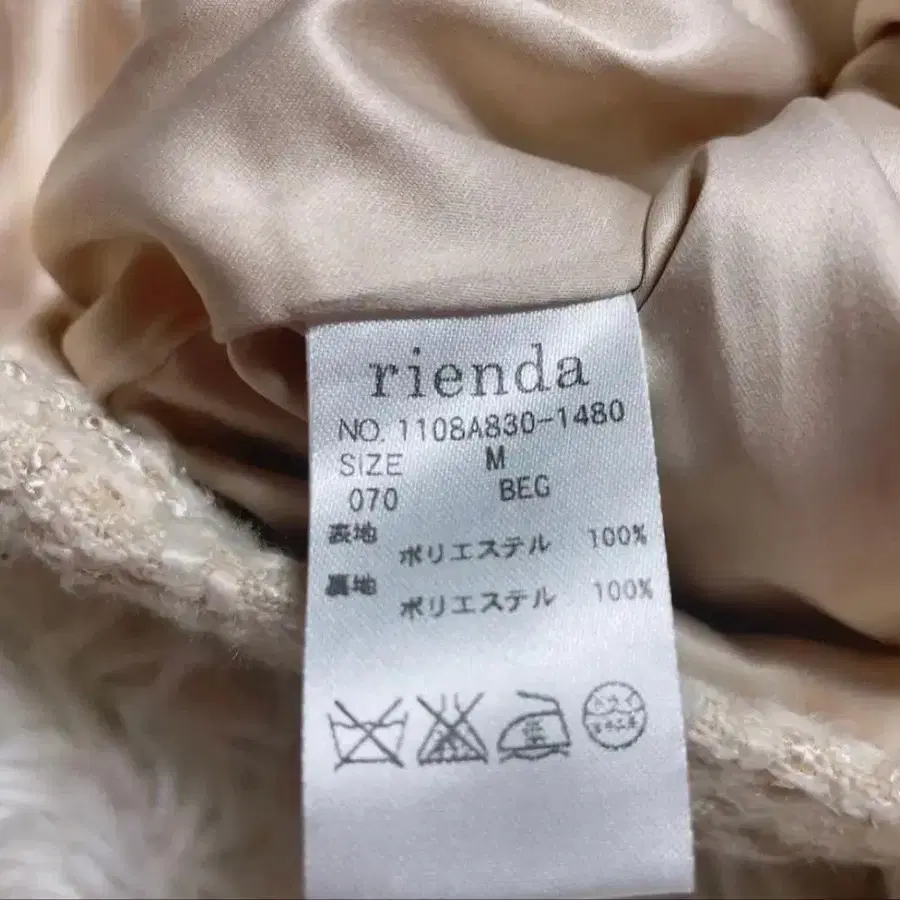 rienda
NO. 1108A830-1480
SIZE M
070 BEG
表地
ポリエステル 100%
裏地
ポリエステル 100%